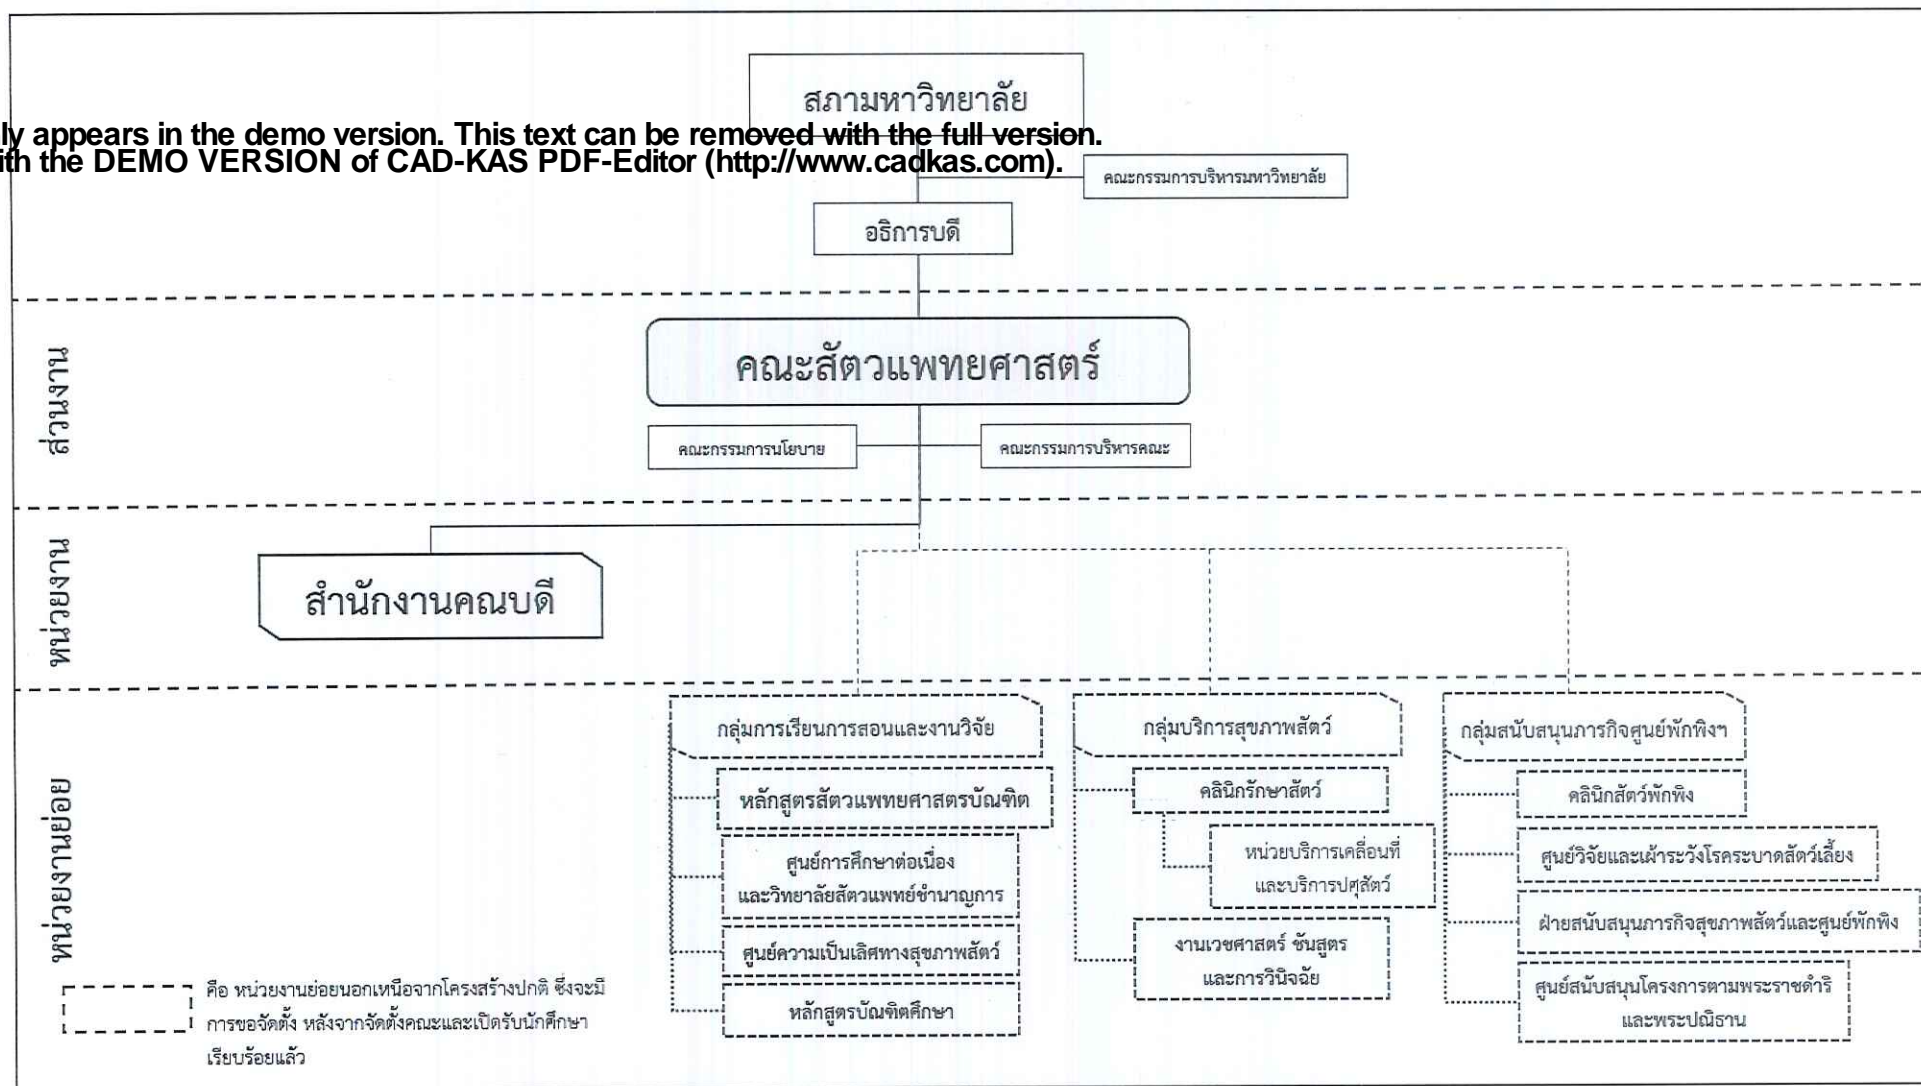 สภามหาวิทยาลัย
ly appears in the demo version. This text can be removed with the full version.
ith the DEMO VERSION of CAD-KAS PDF-Editor (http://www.cadkas.com).
คณะกรรมการบริหารมหาวิทยาลัย
อธิการบดี
ส่วนงาน
คณะสัตวแพทยศาสตร์
คณะกรรมการนโยบาย
คณะกรรมการบริหารคณะ
หน่วยงาน
สำนักงานคณบดี
หน่วยงานย่อย
กลุ่มการเรียนการสอนและงานวิจัย
หลักสูตรสัตวแพทยศาสตรบัณฑิต
ศูนย์การศึกษาต่อเนื่อง
และวิทยาลัยสัตวแพทย์ชำนาญการ
ศูนย์ความเป็นเลิศทางสุขภาพสัตว์
หลักสูตรบัณฑิตศึกษา
กลุ่มบริการสุขภาพสัตว์
คลินิกรักษาสัตว์
หน่วยบริการเคลื่อนที่
และบริการปศุสัตว์
งานเวชศาสตร์ ชันสูตร
และการวินิจฉัย
กลุ่มสนับสนุนภารกิจศูนย์พักพิงฯ
คลินิกสัตว์พักพิง
ศูนย์วิจัยและเฝ้าระวังโรคระบาดสัตว์เลี้ยง
ฝ่ายสนับสนุนภารกิจสุขภาพสัตว์และศูนย์พักพิง
ศูนย์สนับสนุนโครงการตามพระราชดำริ
และพระปณิธาน
คือ หน่วยงานย่อยนอกเหนือจากโครงสร้างปกติ ซึ่งจะมี
การขอจัดตั้ง หลังจากจัดตั้งคณะและเปิดรับนักศึกษา
เรียบร้อยแล้ว